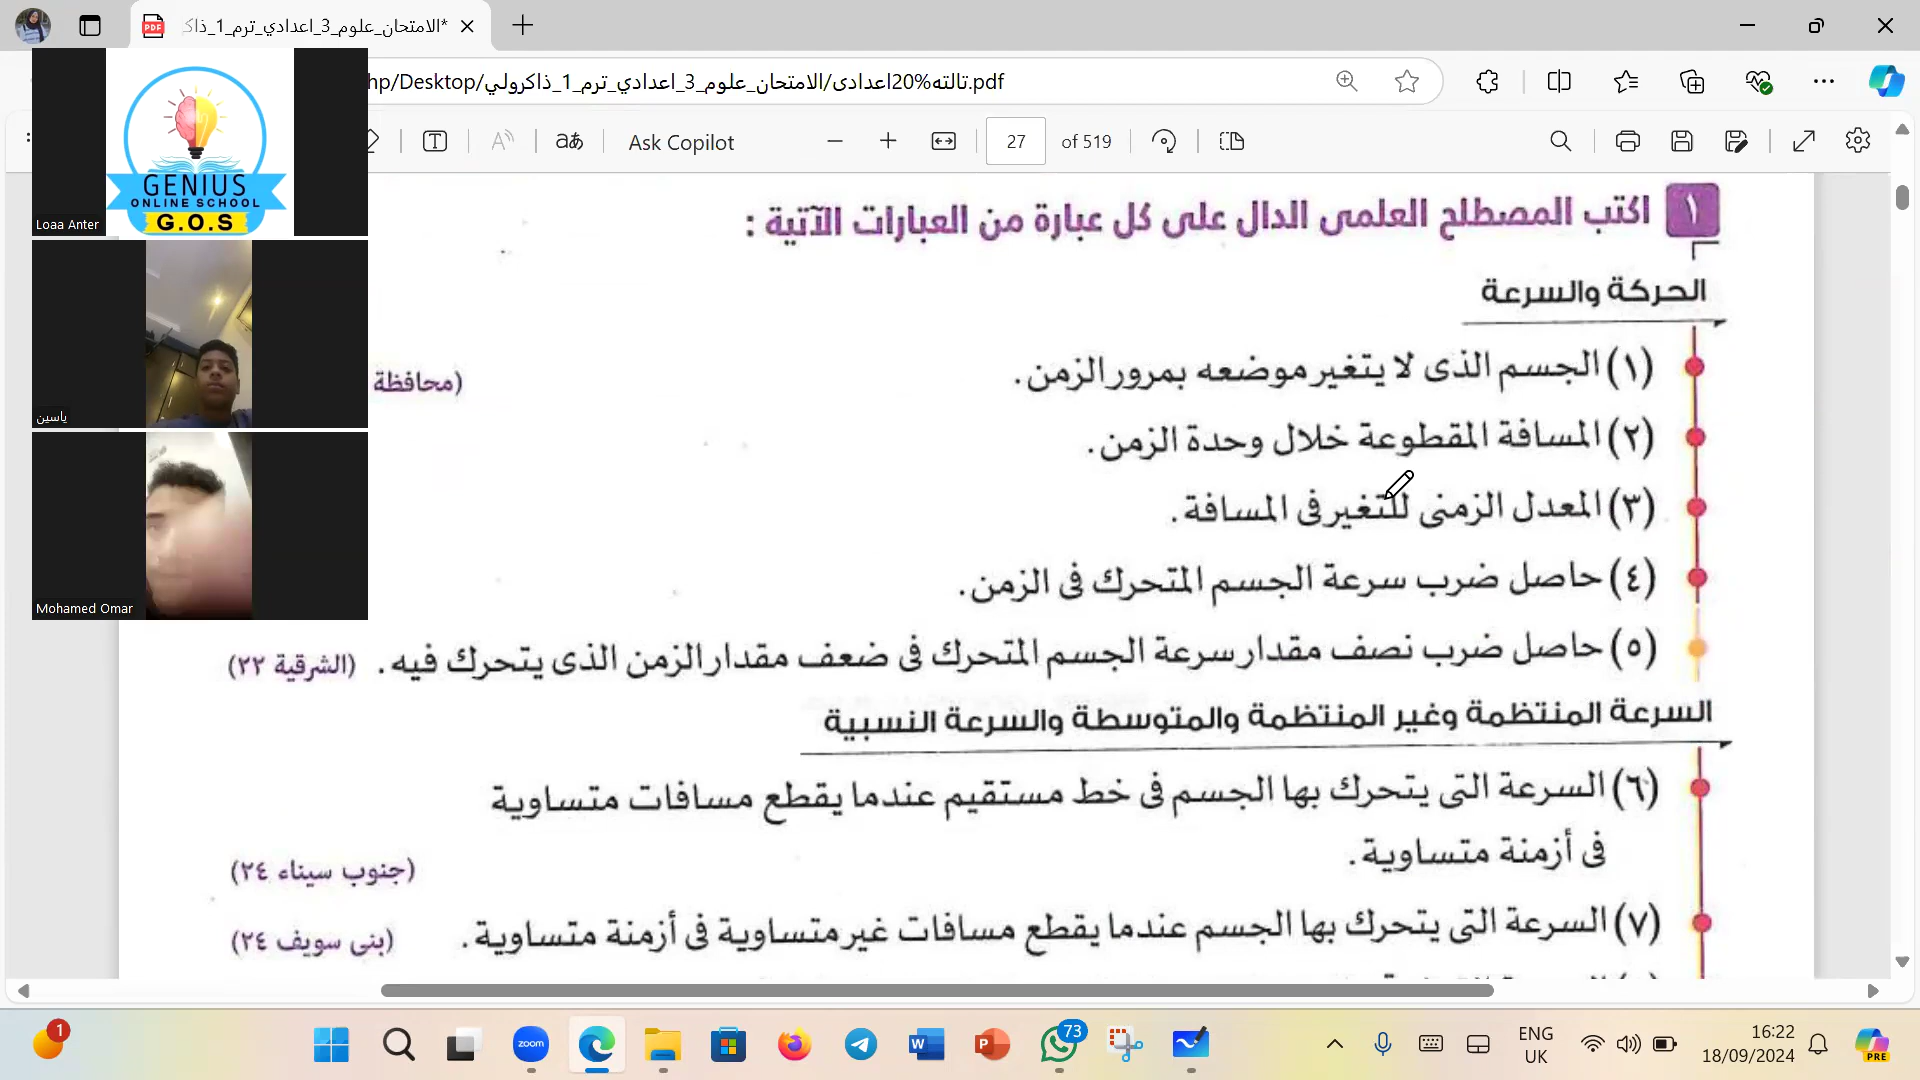 *الامتحان_علوم_3_اعدادي_ترم_1_ذاك
hp/Desktop/تالته%20اعدادى/الامتحان_علوم_3_اعدادي_ترم_1_ذاكرولي.pdf
Ask Copilot
27 of 519
GENIUS
ONLINE SCHOOL
G.O.S
Loaa Anter
ياسين
Mohamed Omar
١ اكتب المصطلح العلمى الدال على كل عبارة من العبارات الآتية :
الحركة والسرعة
(١) الجسم الذى لا يتغير موضعه بمرور الزمن. (محافظة
(٢) المسافة المقطوعة خلال وحدة الزمن.
(٣) المعدل الزمنى للتغير فى المسافة.
(٤) حاصل ضرب سرعة الجسم المتحرك فى الزمن.
(٥) حاصل ضرب نصف مقدار سرعة الجسم المتحرك فى ضعف مقدار الزمن الذى يتحرك فيه. (الشرقية ٢٢)
السرعة المنتظمة وغير المنتظمة والمتوسطة والسرعة النسبية
(٦) السرعة التى يتحرك بها الجسم فى خط مستقيم عندما يقطع مسافات متساوية
فى أزمنة متساوية. (جنوب سيناء ٢٤)
(٧) السرعة التى يتحرك بها الجسم عندما يقطع مسافات غير متساوية فى أزمنة متساوية. (بنى سويف ٢٤)
1
zoom
73
ENG
UK
16:22
18/09/2024
PRE